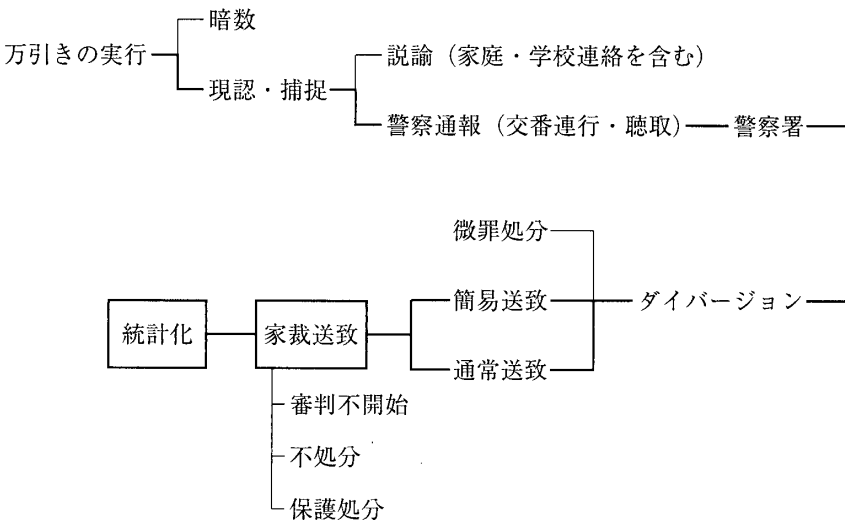 暗数
万引きの実行
説諭（家庭・学校連絡を含む）
現認・捕捉
警察通報（交番連行・聴取）
警察署
微罪処分
簡易送致
ダイバージョン
統計化
家裁送致
通常送致
審判不開始
不処分
保護処分